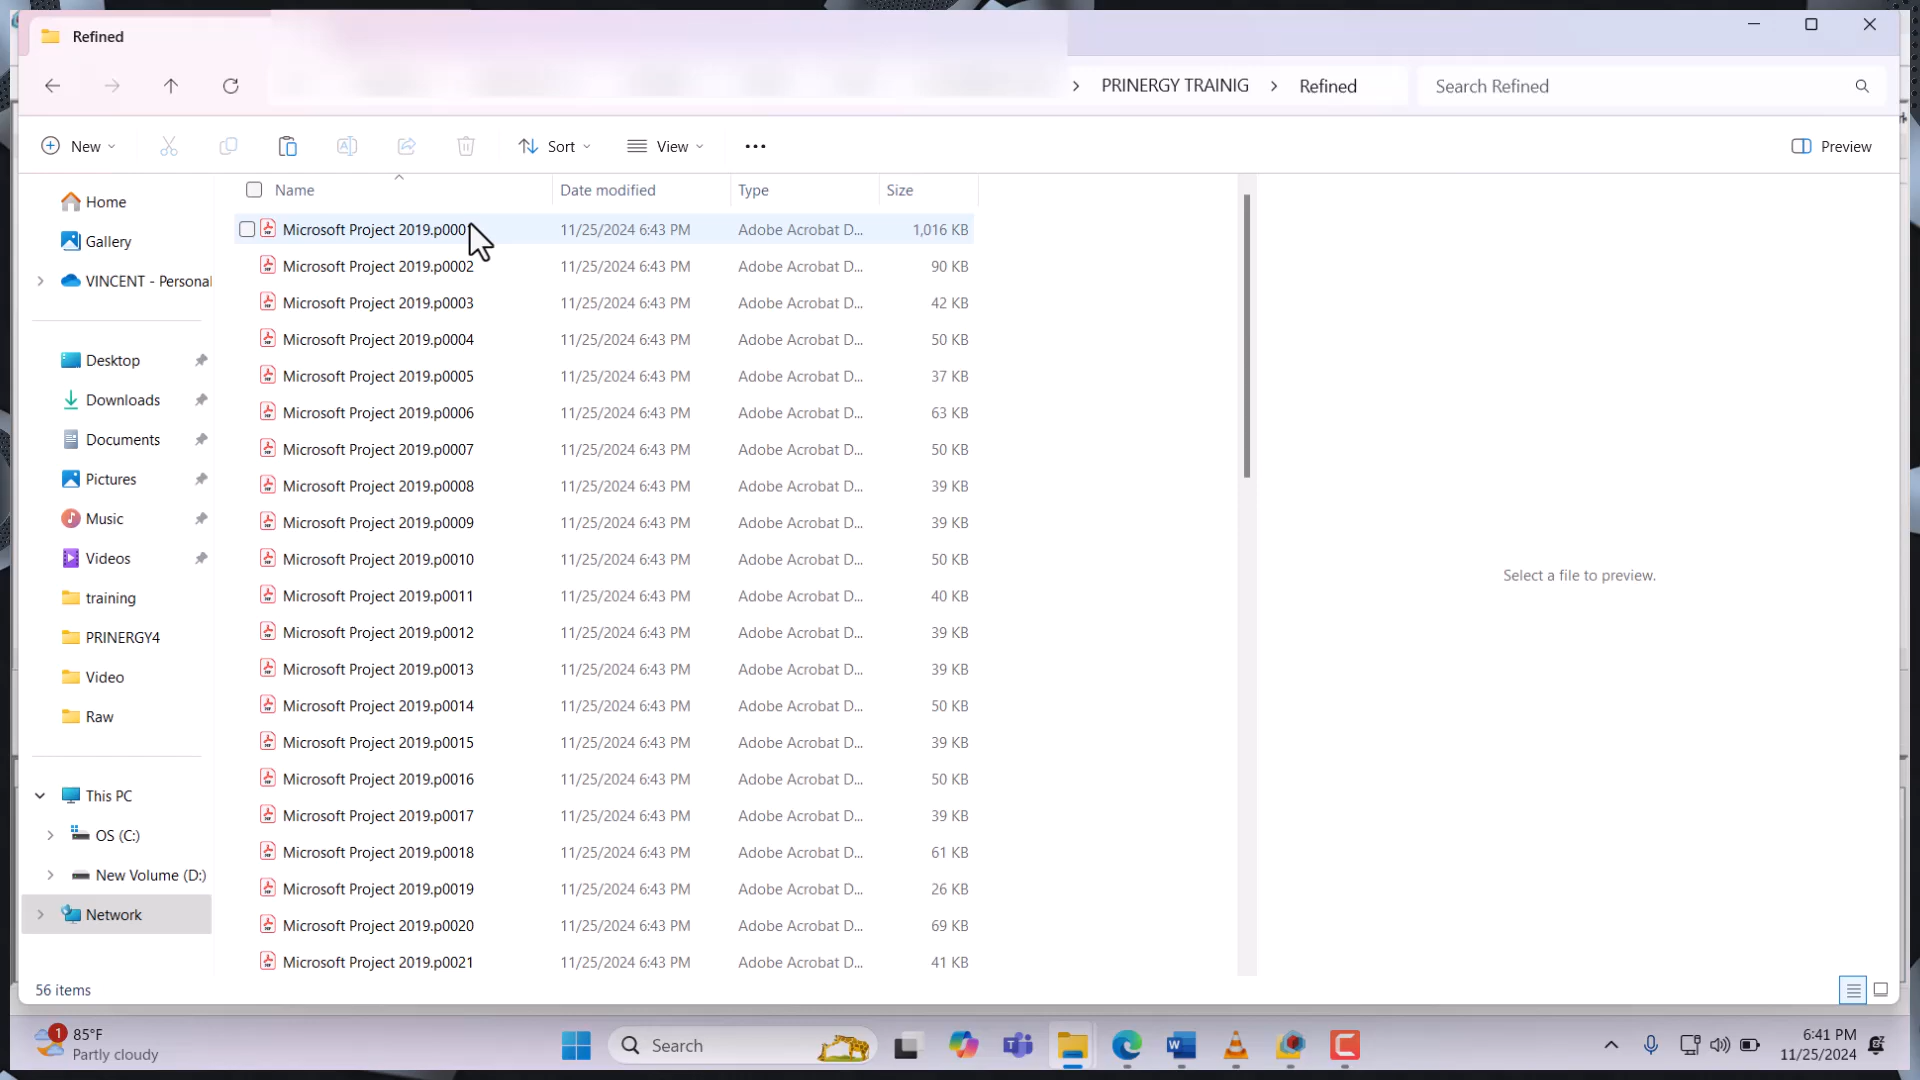 Refined
PRINERGY TRAINIG > Refined
Search Refined
New
Sort
View
Preview
Home
Gallery
VINCENT - Personal
Desktop
Downloads
Documents
Pictures
Music
Videos
training
PRINERGY4
Video
Raw
This PC
OS (C:)
New Volume (D:)
Network
Name Date modified Type Size
Microsoft Project 2019.p000 11/25/2024 6:43 PM Adobe Acrobat D... 1,016 KB
Microsoft Project 2019.p0002 11/25/2024 6:43 PM Adobe Acrobat D... 90 KB
Microsoft Project 2019.p0003 11/25/2024 6:43 PM Adobe Acrobat D... 42 KB
Microsoft Project 2019.p0004 11/25/2024 6:43 PM Adobe Acrobat D... 50 KB
Microsoft Project 2019.p0005 11/25/2024 6:43 PM Adobe Acrobat D... 37 KB
Microsoft Project 2019.p0006 11/25/2024 6:43 PM Adobe Acrobat D... 63 KB
Microsoft Project 2019.p0007 11/25/2024 6:43 PM Adobe Acrobat D... 50 KB
Microsoft Project 2019.p0008 11/25/2024 6:43 PM Adobe Acrobat D... 39 KB
Microsoft Project 2019.p0009 11/25/2024 6:43 PM Adobe Acrobat D... 39 KB
Microsoft Project 2019.p0010 11/25/2024 6:43 PM Adobe Acrobat D... 50 KB
Microsoft Project 2019.p0011 11/25/2024 6:43 PM Adobe Acrobat D... 40 KB
Microsoft Project 2019.p0012 11/25/2024 6:43 PM Adobe Acrobat D... 39 KB
Microsoft Project 2019.p0013 11/25/2024 6:43 PM Adobe Acrobat D... 39 KB
Microsoft Project 2019.p0014 11/25/2024 6:43 PM Adobe Acrobat D... 50 KB
Microsoft Project 2019.p0015 11/25/2024 6:43 PM Adobe Acrobat D... 39 KB
Microsoft Project 2019.p0016 11/25/2024 6:43 PM Adobe Acrobat D... 50 KB
Microsoft Project 2019.p0017 11/25/2024 6:43 PM Adobe Acrobat D... 39 KB
Microsoft Project 2019.p0018 11/25/2024 6:43 PM Adobe Acrobat D... 61 KB
Microsoft Project 2019.p0019 11/25/2024 6:43 PM Adobe Acrobat D... 26 KB
Microsoft Project 2019.p0020 11/25/2024 6:43 PM Adobe Acrobat D... 69 KB
Microsoft Project 2019.p0021 11/25/2024 6:43 PM Adobe Acrobat D... 41 KB
Select a file to preview.
56 items
1
85°F
Partly cloudy
Search
6:41 PM
11/25/2024